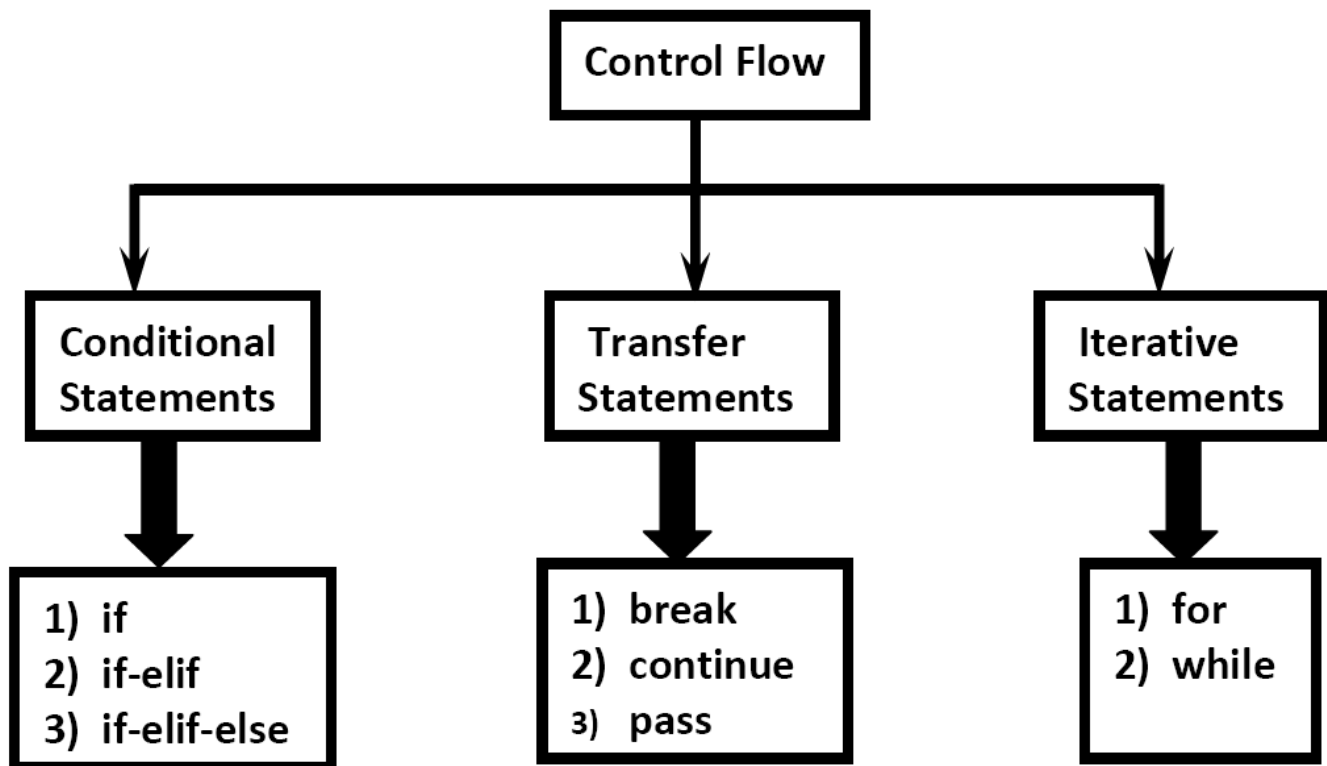 Control Flow
Conditional
Statements
Transfer
Statements
Iterative
Statements
1) if
2) if-elif
3) if-elif-else
1) break
2) continue
3) pass
1) for
2) while